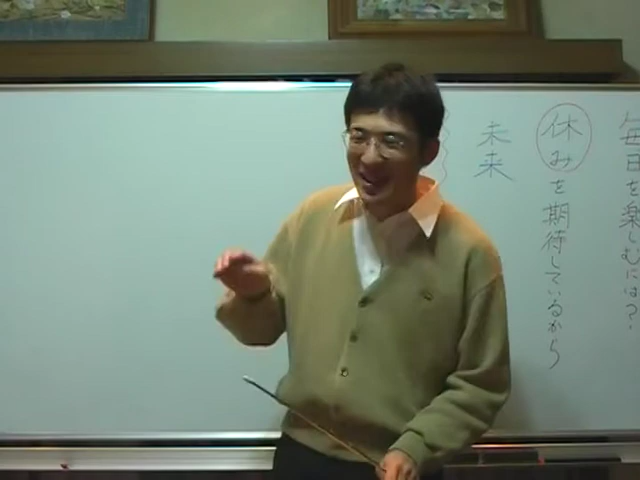 毎日を楽しむには?
休みを期待しているから
未来